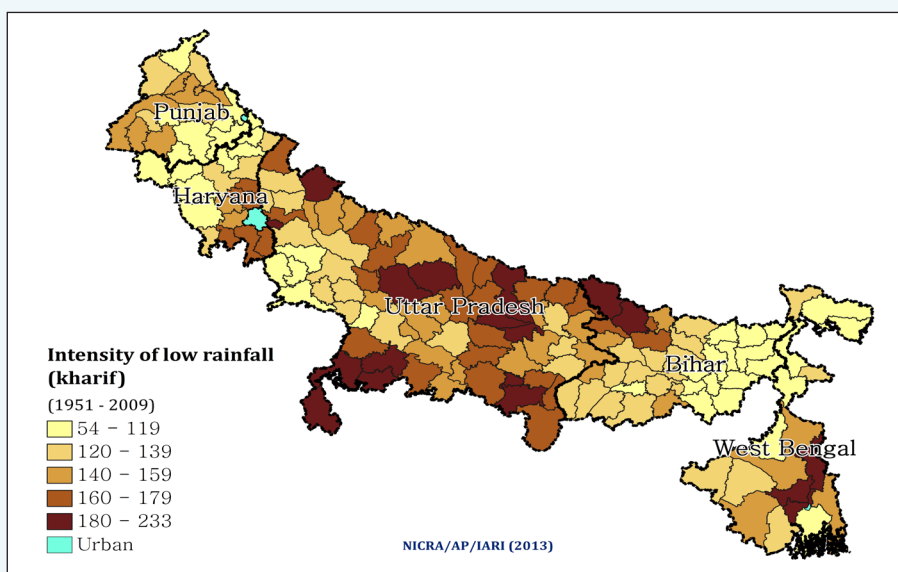 Punjab
Haryana
Uttar Pradesh
Bihar
West Bengal
Intensity of low rainfall
(kharif)
(1951 - 2009)
54 - 119
120 - 139
140 - 159
160 - 179
180 - 233
Urban
NICRA/AP/IARI (2013)